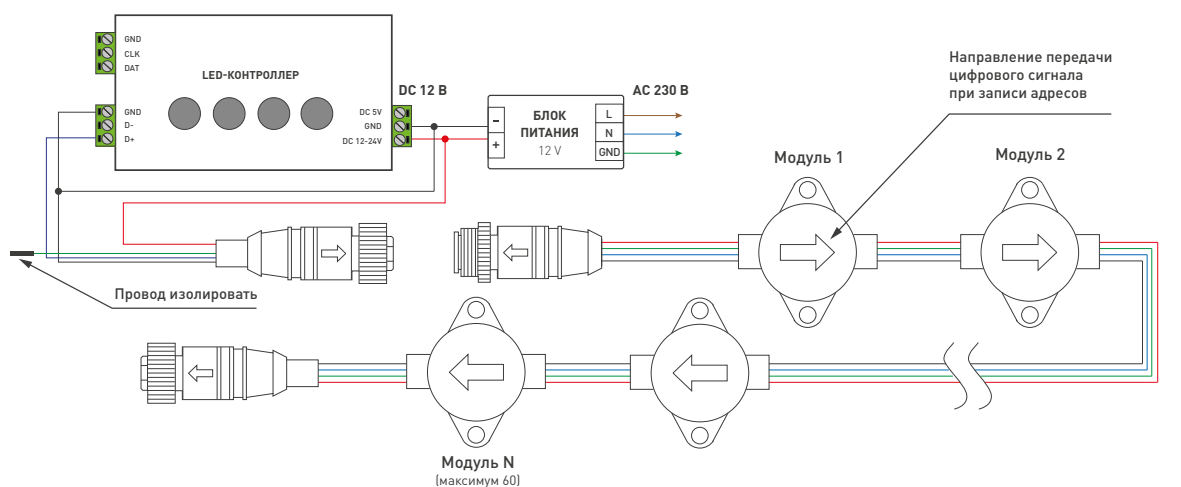 GND
CLK
DAT
LED-КОНТРОЛЛЕР
GND
D-
D+
DC 5V
GND
DC 12-24V
DC 12 В
–
+
БЛОК
ПИТАНИЯ
12 V
L
N
GND
AC 230 В
Направление передачи
цифрового сигнала
при записи адресов
Модуль 1
Модуль 2
Провод изолировать
Модуль N
(максимум 60)